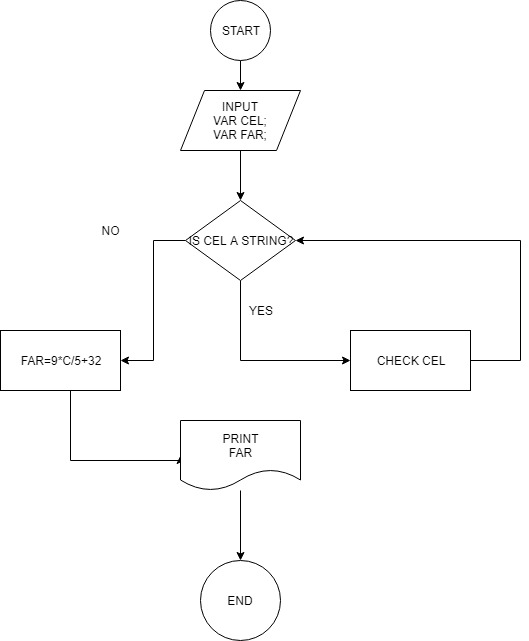 START
INPUT
VAR CEL;
VAR FAR;
NO
IS CEL A STRING?
YES
FAR=9*C/5+32
CHECK CEL
PRINT
FAR
END